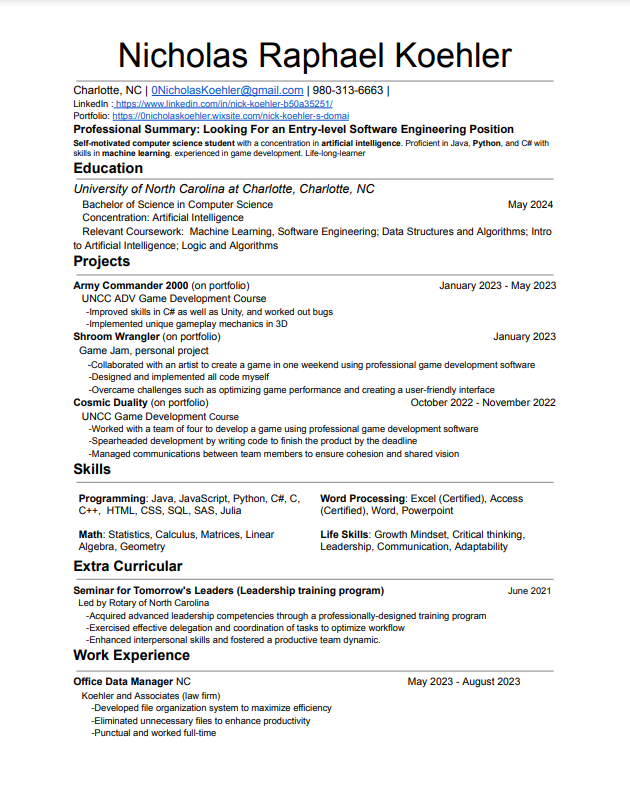 Nicholas Raphael Koehler
Charlotte, NC | 0NicholasKoehler@gmail.com | 980-313-6663 |
LinkedIn : https://www.linkedin.com/in/nick-koehler-b50a35251/
Portfolio: https://0nicholaskoehler.wixsite.com/nick-koehler-s-domai
Professional Summary: Looking For an Entry-level Software Engineering Position
Self-motivated computer science student with a concentration in artificial intelligence. Proficient in Java, Python, and C# with
skills in machine learning. experienced in game development. Life-long-learner
Education
University of North Carolina at Charlotte, Charlotte, NC
Bachelor of Science in Computer Science May 2024
Concentration: Artificial Intelligence
Relevant Coursework: Machine Learning, Software Engineering; Data Structures and Algorithms; Intro
to Artificial Intelligence; Logic and Algorithms
Projects
Army Commander 2000 (on portfolio) January 2023 - May 2023
UNCC ADV Game Development Course
-Improved skills in C# as well as Unity, and worked out bugs
-Implemented unique gameplay mechanics in 3D
Shroom Wrangler (on portfolio) January 2023
Game Jam, personal project
-Collaborated with an artist to create a game in one weekend using professional game development software
-Designed and implemented all code myself
-Overcame challenges such as optimizing game performance and creating a user-friendly interface
Cosmic Duality (on portfolio) October 2022 - November 2022
UNCC Game Development Course
-Worked with a team of four to develop a game using professional game development software
-Spearheaded development by writing code to finish the product by the deadline
-Managed communications between team members to ensure cohesion and shared vision
Skills
Programming: Java, JavaScript, Python, C#, C,
C++, HTML, CSS, SQL, SAS, Julia
Word Processing: Excel (Certified), Access
(Certified), Word, Powerpoint
Math: Statistics, Calculus, Matrices, Linear
Algebra, Geometry
Life Skills: Growth Mindset, Critical thinking,
Leadership, Communication, Adaptability
Extra Curricular
Seminar for Tomorrow's Leaders (Leadership training program) June 2021
Led by Rotary of North Carolina
-Acquired advanced leadership competencies through a professionally-designed training program
-Exercised effective delegation and coordination of tasks to optimize workflow
-Enhanced interpersonal skills and fostered a productive team dynamic.
Work Experience
Office Data Manager NC May 2023 - August 2023
Koehler and Associates (law firm)
-Developed file organization system to maximize efficiency
-Eliminated unnecessary files to enhance productivity
-Punctual and worked full-time